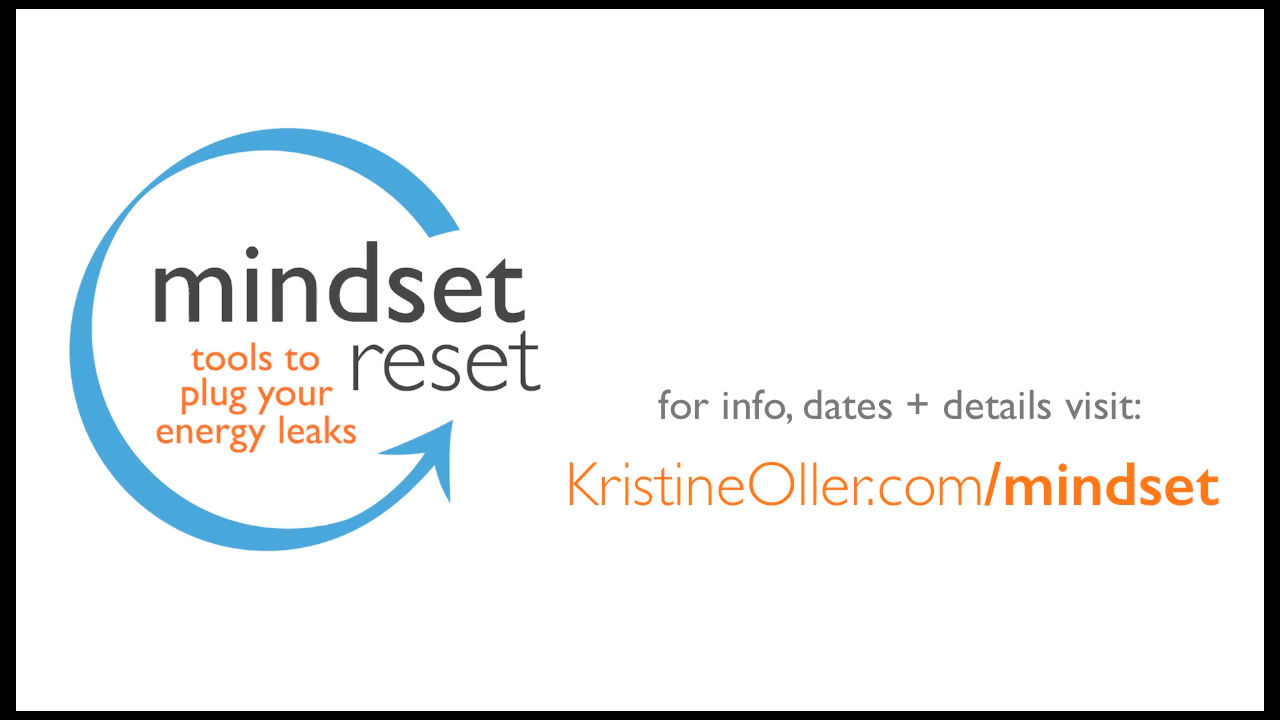 mindset
reset
tools to
plug your
energy leaks
for info, dates + details visit:
KristineOller.com/mindset